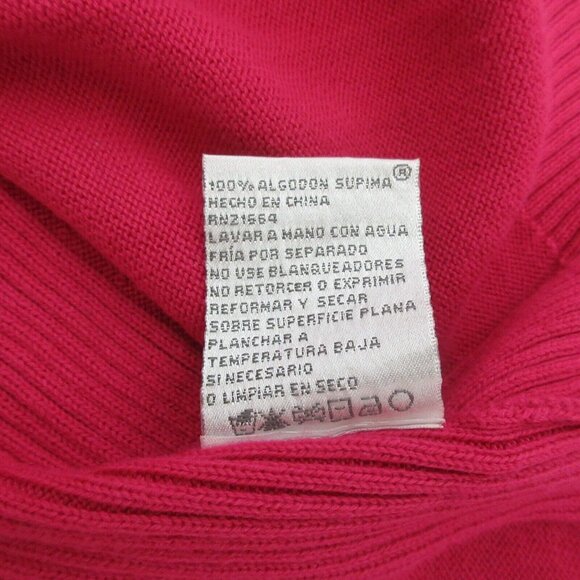 100% ALGODON SUPIMA®
HECHO EN CHINA
RN21664
LAVAR A MANO CON AGUA
FRÍA POR SEPARADO
NO USE BLANQUEADORES
NO RETORCER O EXPRIMIR
REFORMAR Y SECAR
SOBRE SUPERFICIE PLANA
PLANCHAR A
TEMPERATURA BAJA
SI NECESARIO
O LIMPIAR EN SECO